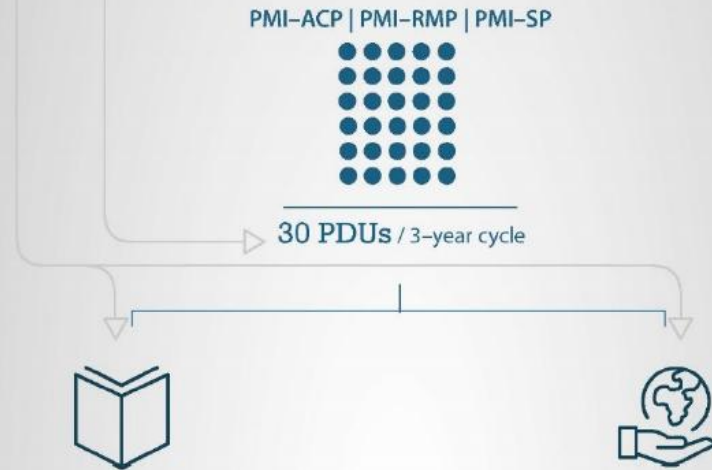 PMI–ACP | PMI–RMP | PMI–SP
30 PDUs / 3–year cycle